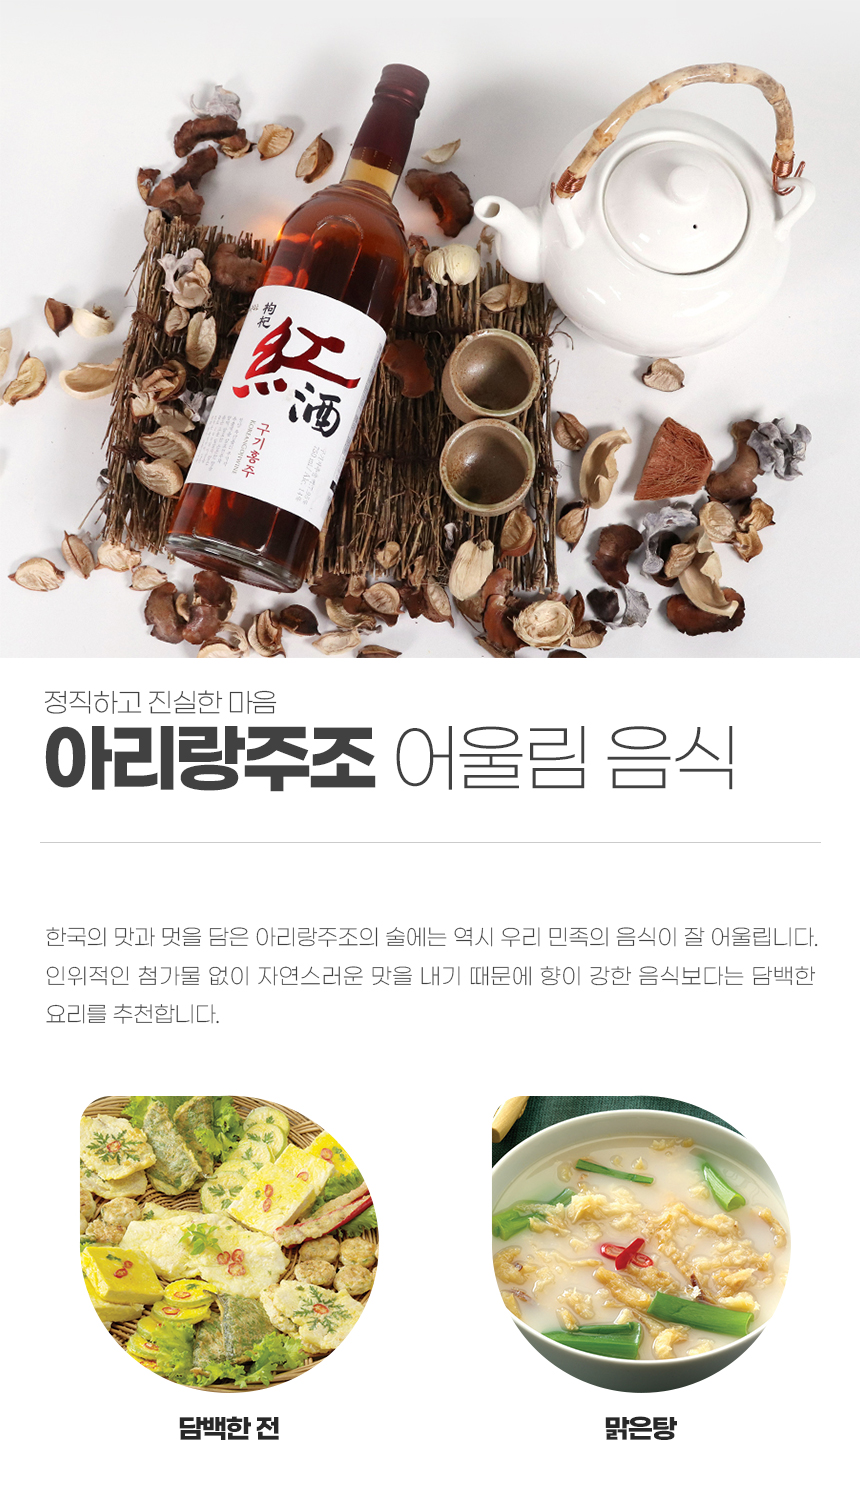 枸杞
紅酒
구기홍주
정직하고 진실한 마음
아리랑주조 어울림 음식
한국의 맛과 멋을 담은 아리랑주조의 술에는 역시 우리 민족의 음식이 잘 어울립니다.
인위적인 첨가물 없이 자연스러운 맛을 내기 때문에 향이 강한 음식보다는 담백한
요리를 추천합니다.
담백한 전
맑은탕